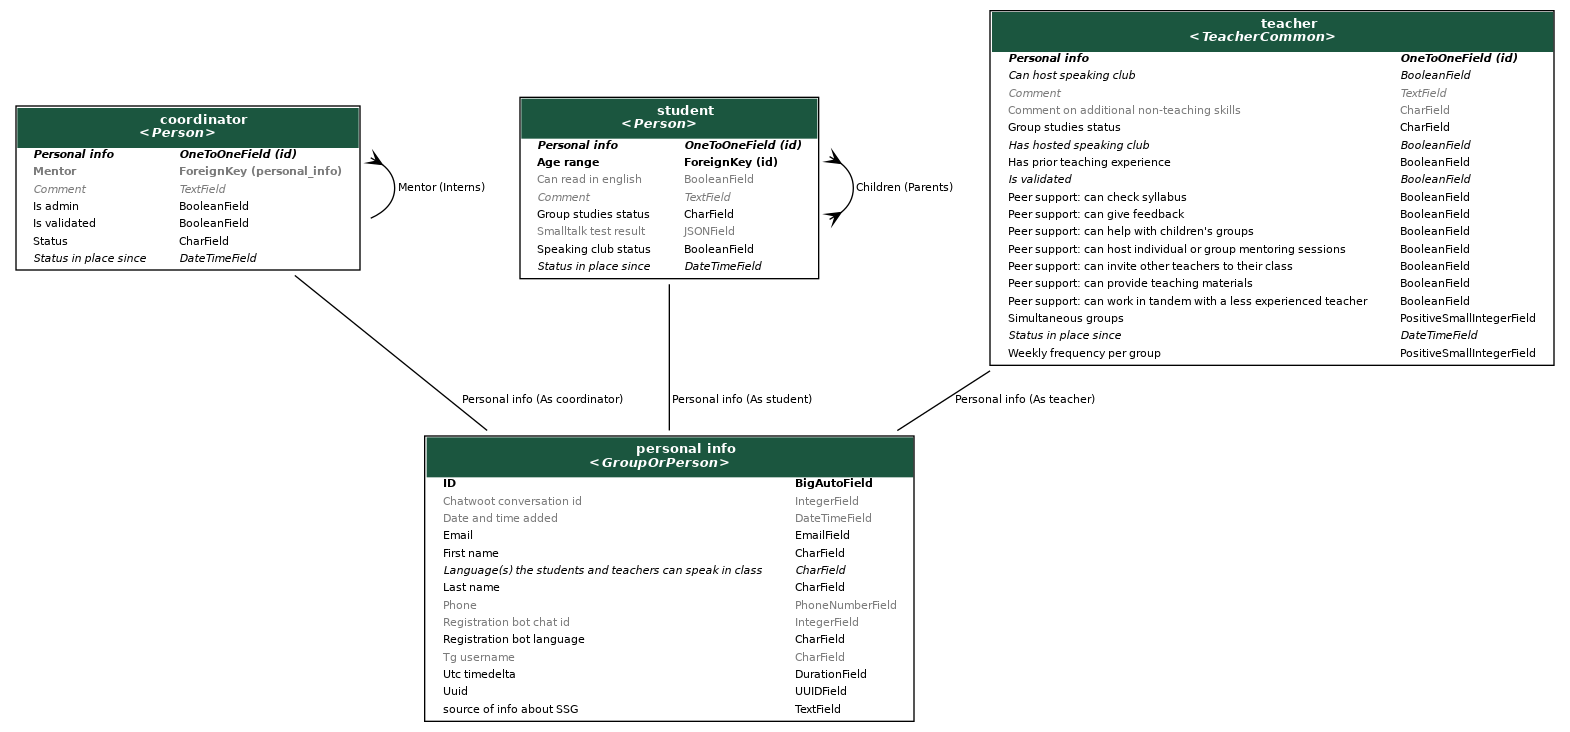 coordinator
<Person>
Personal info OneToOneField (id)
Mentor ForeignKey (personal_info)
Comment TextField
Is admin BooleanField
Is validated BooleanField
Status CharField
Status in place since DateTimeField
Mentor (Interns)
student
<Person>
Personal info OneToOneField (id)
Age range ForeignKey (id)
Can read in english BooleanField
Comment TextField
Group studies status CharField
Smalltalk test result JSONField
Speaking club status BooleanField
Status in place since DateTimeField
Children (Parents)
teacher
<TeacherCommon>
Personal info OneToOneField (id)
Can host speaking club BooleanField
Comment TextField
Comment on additional non-teaching skills CharField
Group studies status CharField
Has hosted speaking club BooleanField
Has prior teaching experience BooleanField
Is validated BooleanField
Peer support: can check syllabus BooleanField
Peer support: can give feedback BooleanField
Peer support: can help with children's groups BooleanField
Peer support: can host individual or group mentoring sessions BooleanField
Peer support: can invite other teachers to their class BooleanField
Peer support: can provide teaching materials BooleanField
Peer support: can work in tandem with a less experienced teacher BooleanField
Simultaneous groups PositiveSmallIntegerField
Status in place since DateTimeField
Weekly frequency per group PositiveSmallIntegerField
Personal info (As coordinator)
Personal info (As student)
Personal info (As teacher)
personal info
<GroupOrPerson>
ID BigAutoField
Chatwoot conversation id IntegerField
Date and time added DateTimeField
Email EmailField
First name CharField
Language(s) the students and teachers can speak in class CharField
Last name CharField
Phone PhoneNumberField
Registration bot chat id IntegerField
Registration bot language CharField
Tg username CharField
Utc timedelta DurationField
Uuid UUIDField
source of info about SSG TextField